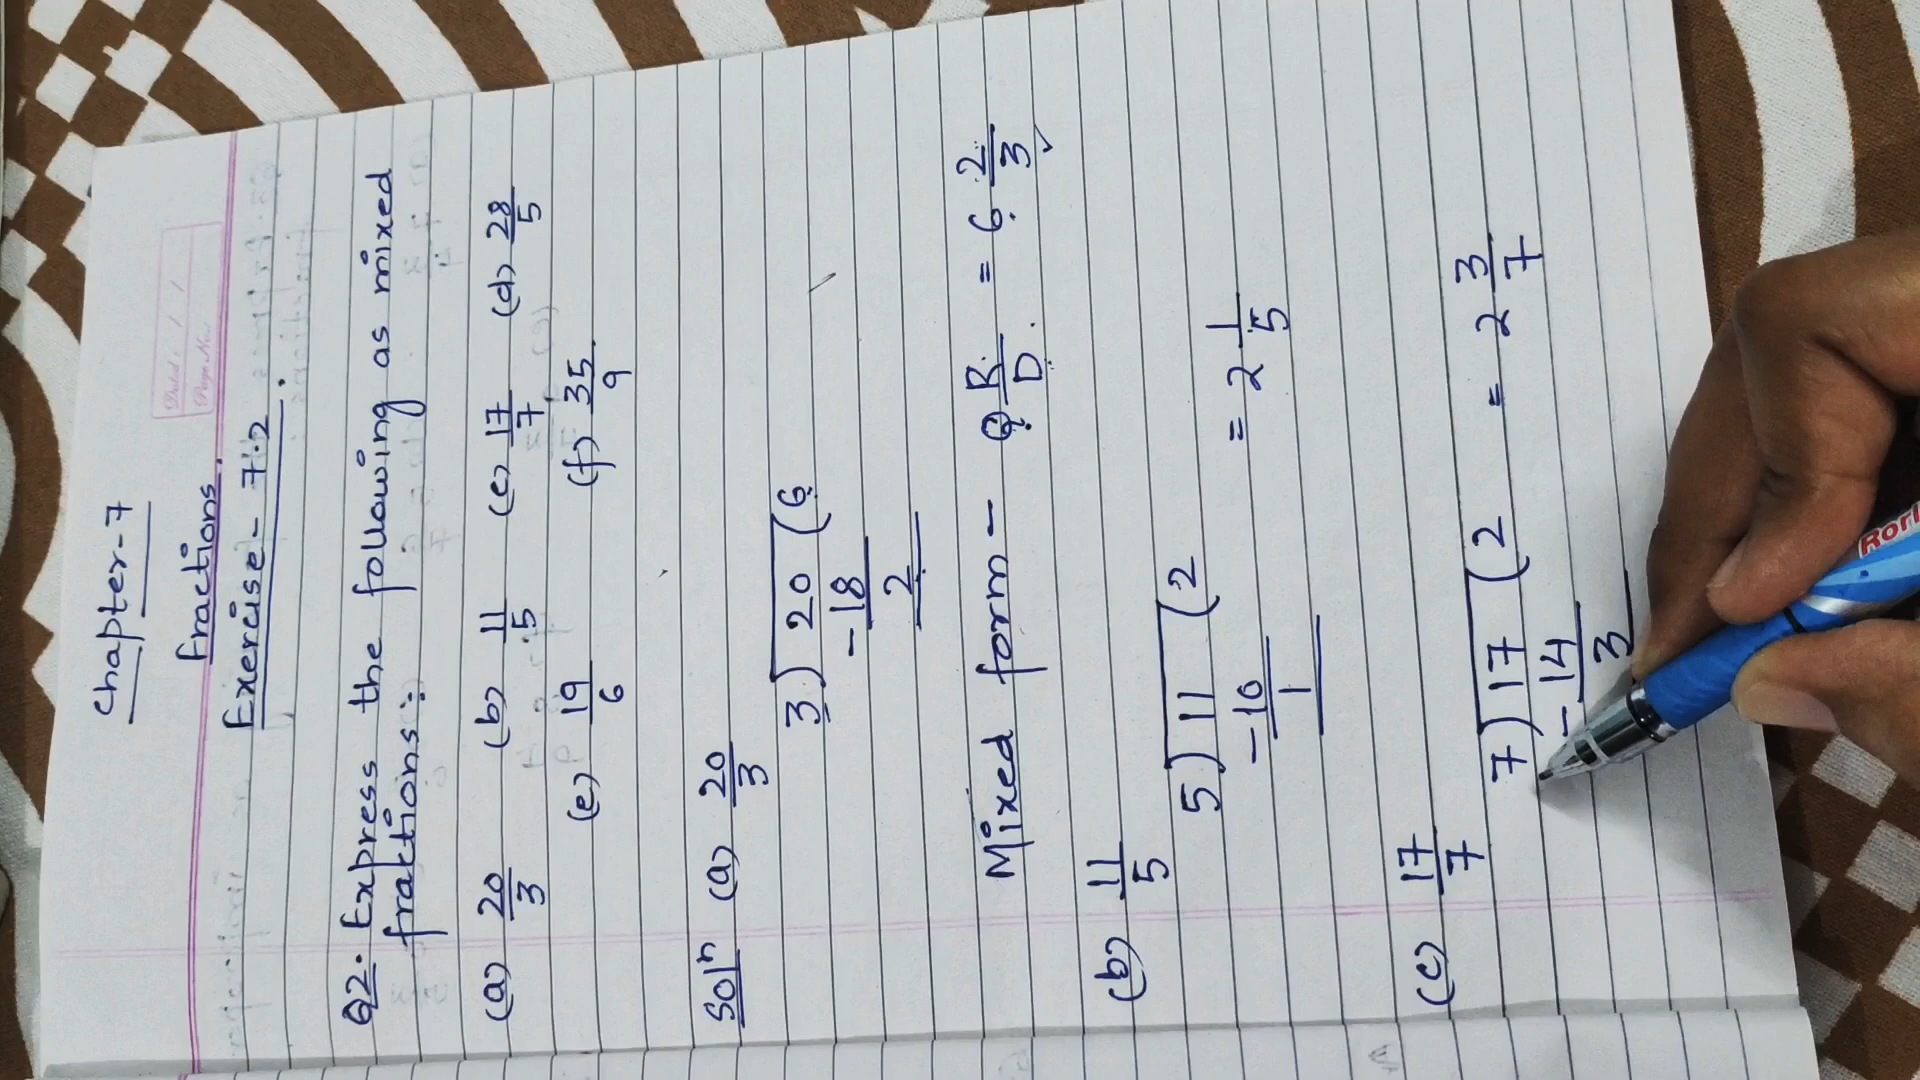 Chapter-7
Fractions.
Exercise- 7.2.
Q2. Express the following as mixed
fractions:
(a) 20/3 (b) 11/5 (c) 17/7 (d) 28/5
(e) 19/6 (f) 35/9
Solⁿ (a) 20/3
3) 20 (6
-18
2
Mixed form - Q R/D = 6 2/3
(b) 11/5
5) 11 (2
-10 = 2 1/5
1
(c) 17/7
7) 17 (2 = 2 3/7
-14
3